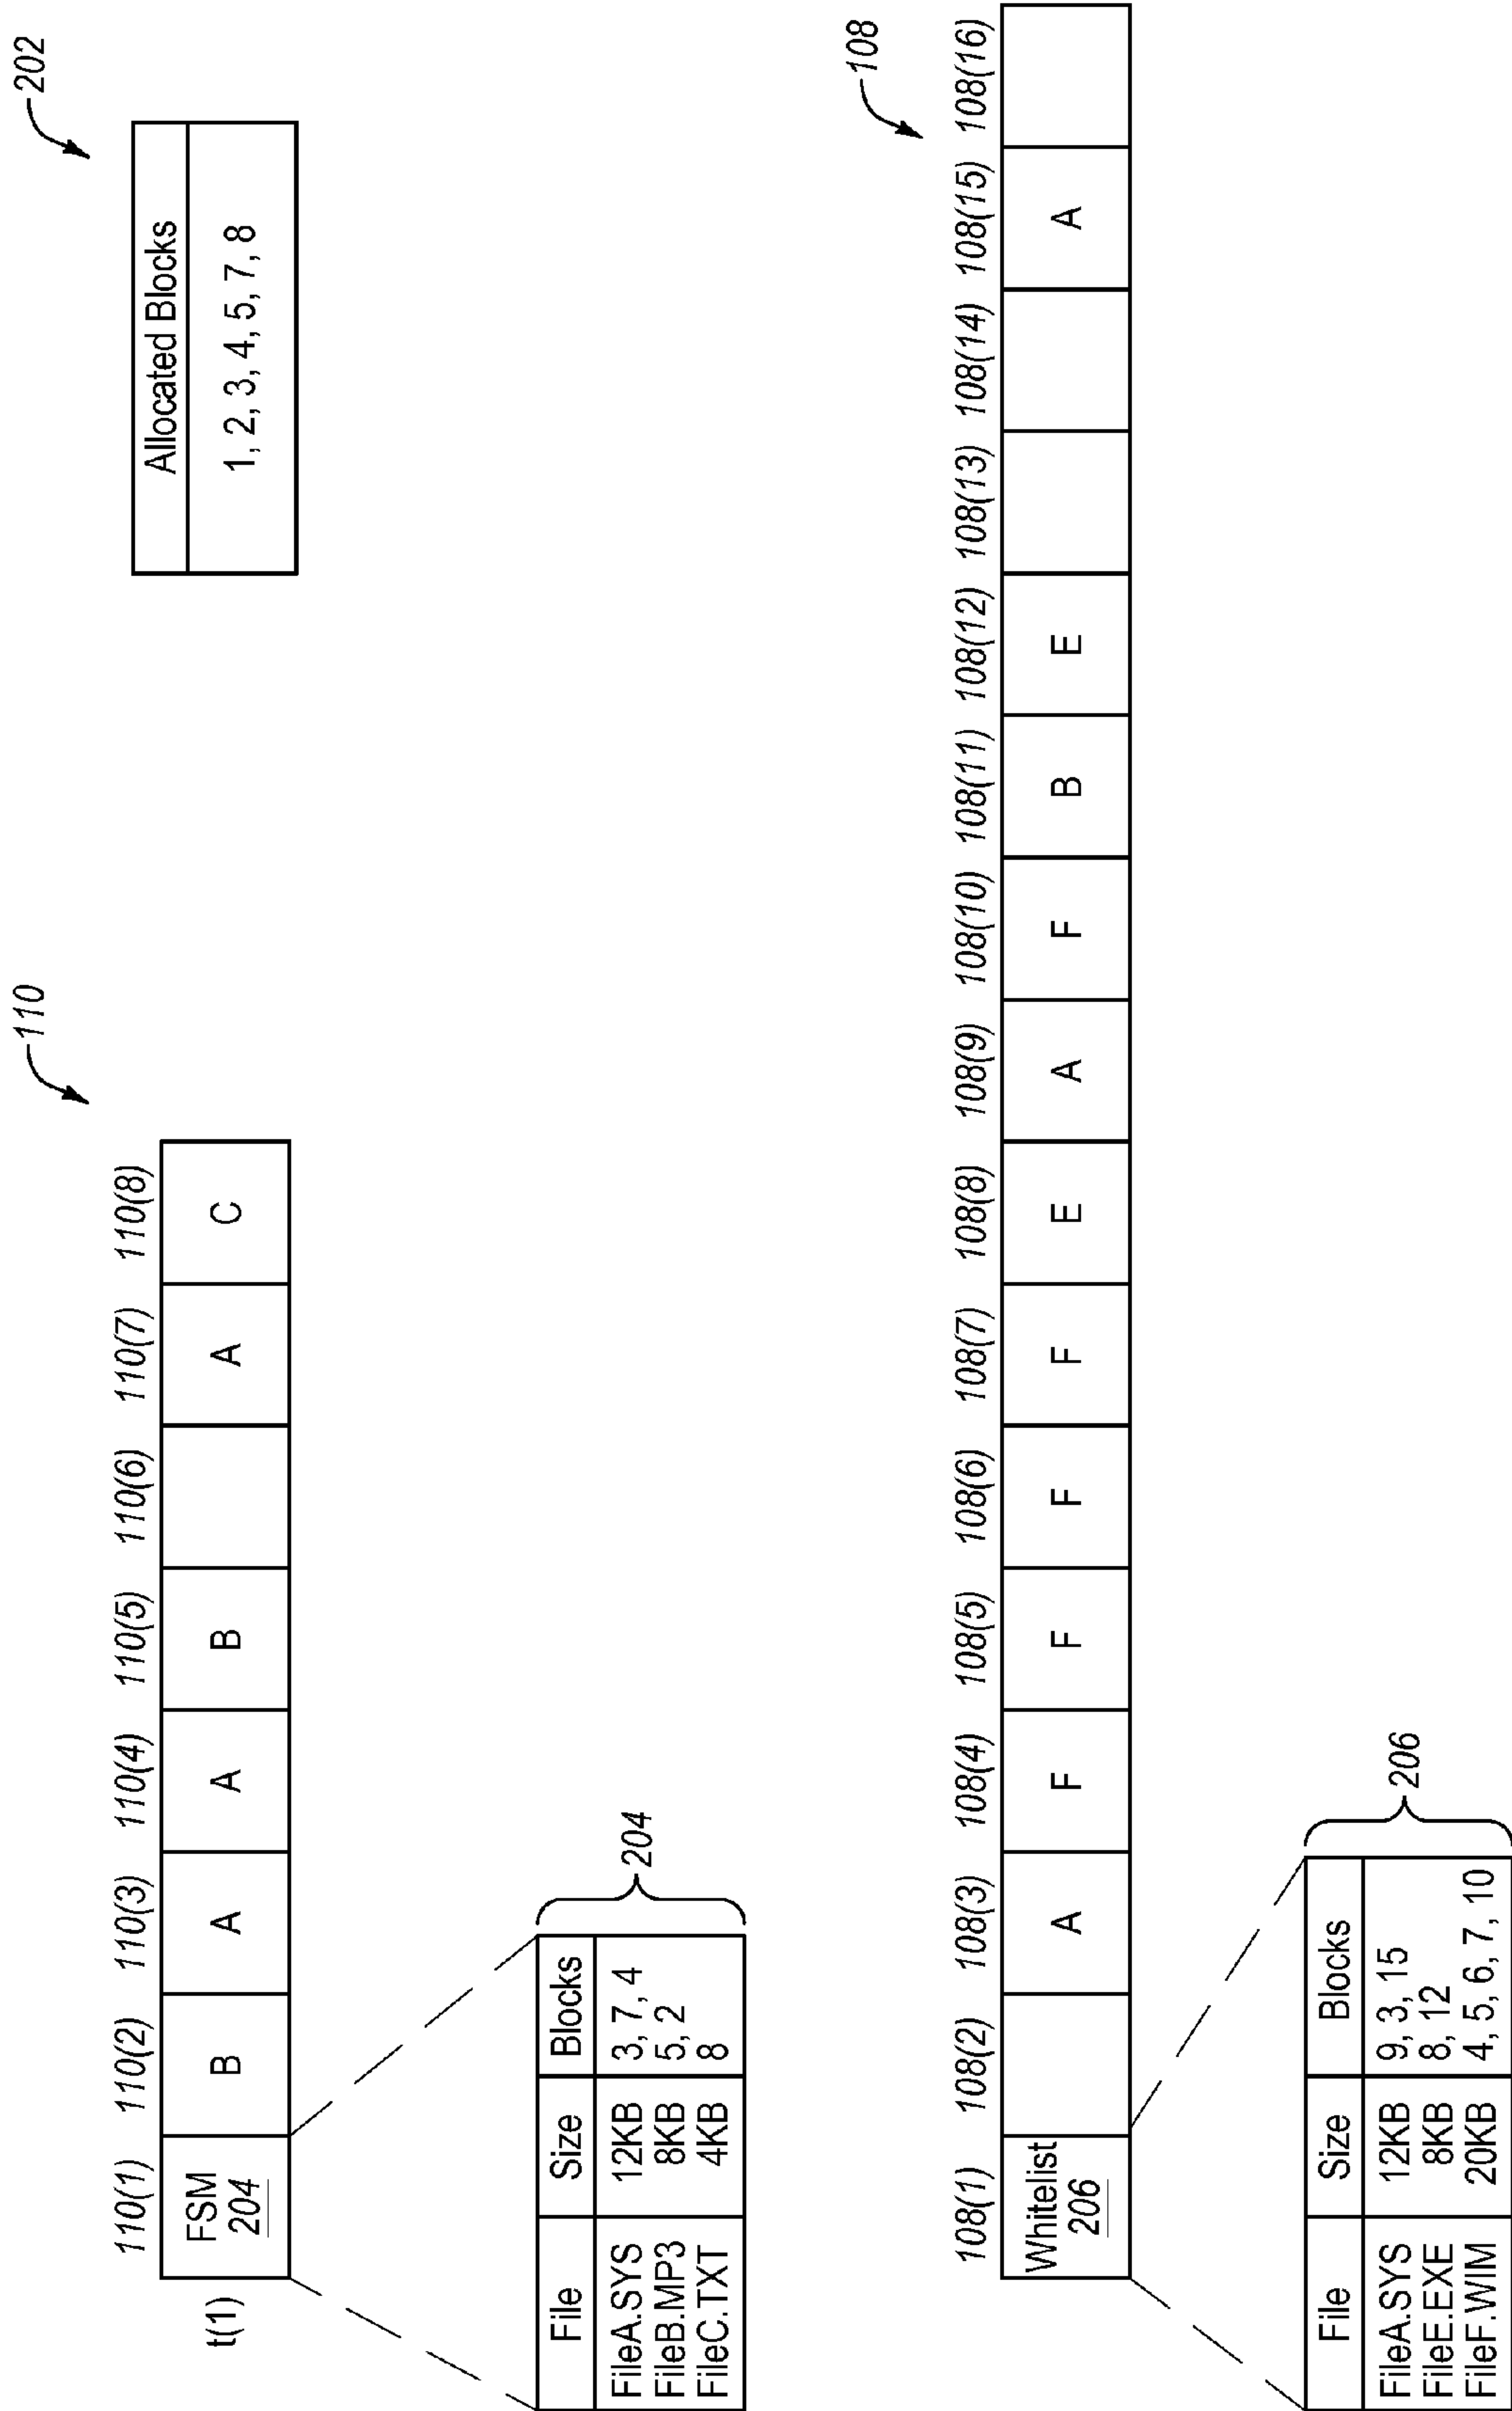 110
202
110(1) 110(2) 110(3) 110(4) 110(5) 110(6) 110(7) 110(8)
t(1)
FSM B A A B A C
204
Allocated Blocks
1, 2, 3, 4, 5, 7, 8
File Size Blocks
FileA.SYS 12KB 3, 7, 4
FileB.MP3 8KB 5, 2
FileC.TXT 4KB 8
204
108
108(1) 108(2) 108(3) 108(4) 108(5) 108(6) 108(7) 108(8) 108(9) 108(10) 108(11) 108(12) 108(13) 108(14) 108(15) 108(16)
Whitelist A F F F F E A F B E A
206
File Size Blocks
FileA.SYS 12KB 9, 3, 15
FileE.EXE 8KB 8, 12
FileF.WIM 20KB 4, 5, 6, 7, 10
206